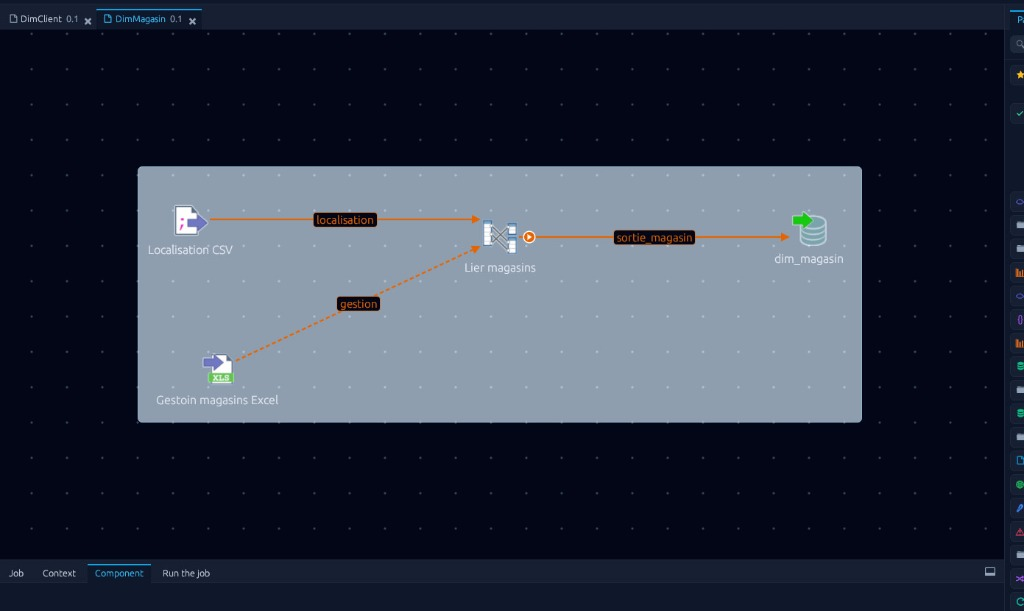 DimClient 0.1
DimMagasin 0.1
localisation
Localisation CSV
sortie_magasin
dim_magasin
Lier magasins
gestion
XLS
Gestoin magasins Excel
Job
Context
Component
Run the job